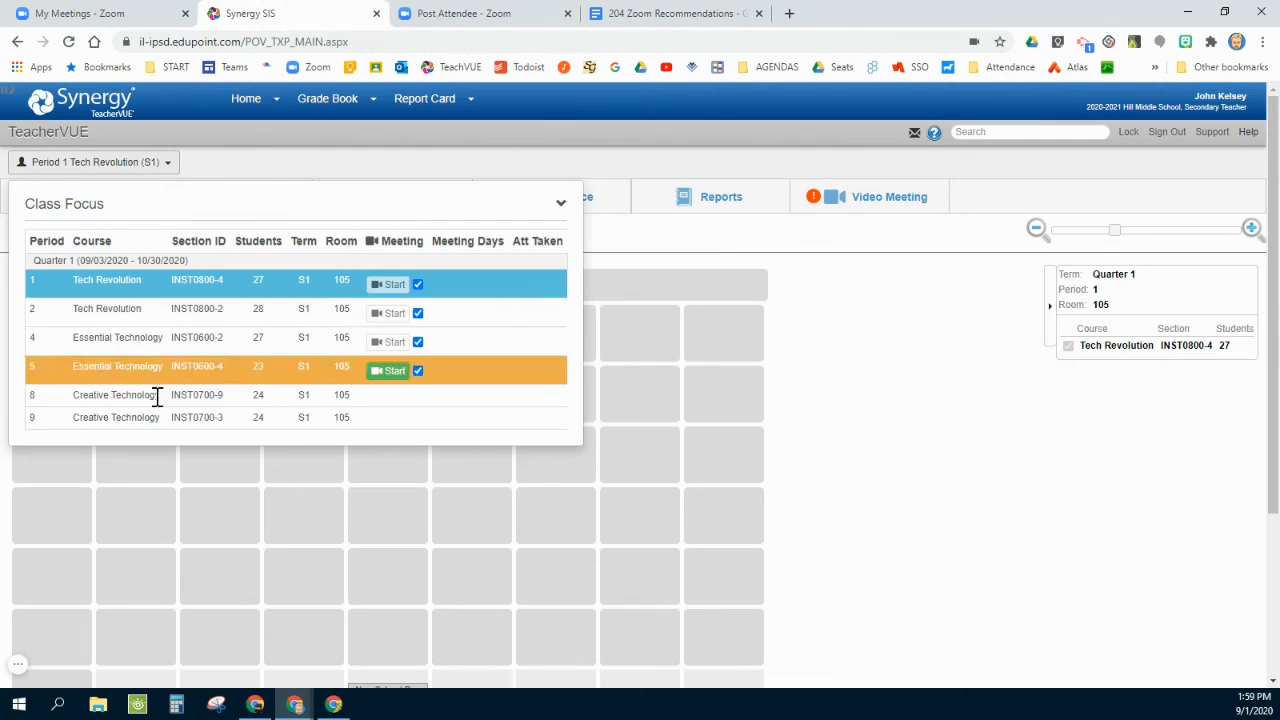 My Meetings - Zoom × Synergy SIS × Post Attendee - Zoom × 204 Zoom Recommendations - G × +
il-ipsd.edupoint.com/POV_TXP_MAIN.aspx
Apps Bookmarks START Teams Zoom TeachVUE Todoist AGENDAS Seats SSO Attendance Atlas » Other bookmarks
Synergy
TeacherVUE
Home Grade Book Report Card
John Kelsey
2020-2021 Hill Middle School, Secondary Teacher
TeacherVUE Search Lock Sign Out Support Help
Period 1 Tech Revolution (S1)
Reports Video Meeting
Class Focus
Period Course Section ID Students Term Room Meeting Meeting Days Att Taken
Quarter 1 (09/03/2020 - 10/30/2020)
1 Tech Revolution INST0800-4 27 S1 105 Start
2 Tech Revolution INST0800-2 28 S1 105 Start
4 Essential Technology INST0600-2 27 S1 105 Start
5 Essential Technology INST0600-4 23 S1 105 Start
8 Creative Technology INST0700-9 24 S1 105
9 Creative Technology INST0700-3 24 S1 105
Term: Quarter 1
Period: 1
Room: 105
Course Section Students
Tech Revolution INST0800-4 27
1:59 PM
9/1/2020